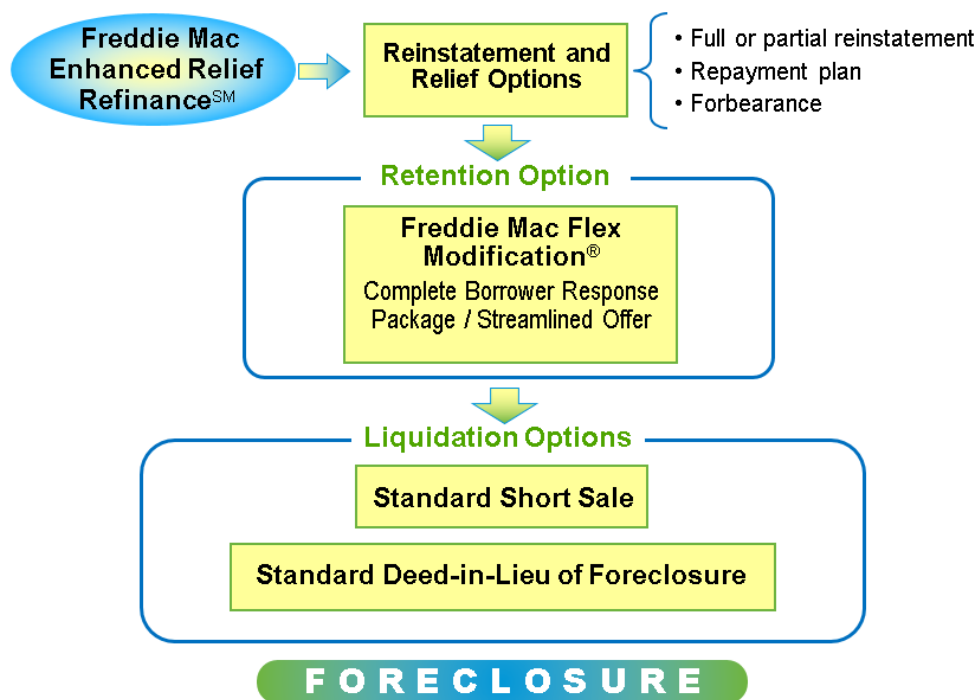 Freddie Mac
Enhanced Relief
Refinance℠
Reinstatement and
Relief Options
• Full or partial reinstatement
• Repayment plan
• Forbearance
Retention Option
Freddie Mac Flex
Modification®
Complete Borrower Response
Package / Streamlined Offer
Liquidation Options
Standard Short Sale
Standard Deed-in-Lieu of Foreclosure
FORECLOSURE